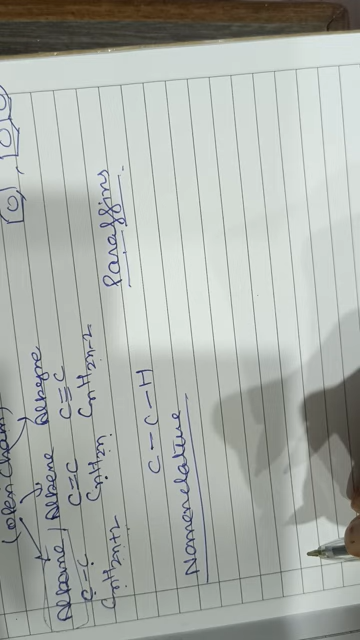 (open chain)
Alkane / Alkene Alkyne
C-C C=C C≡C
CnH2n+2 CnH2n CnH2n-2
Paraffins
C-C-H
Nomenclature